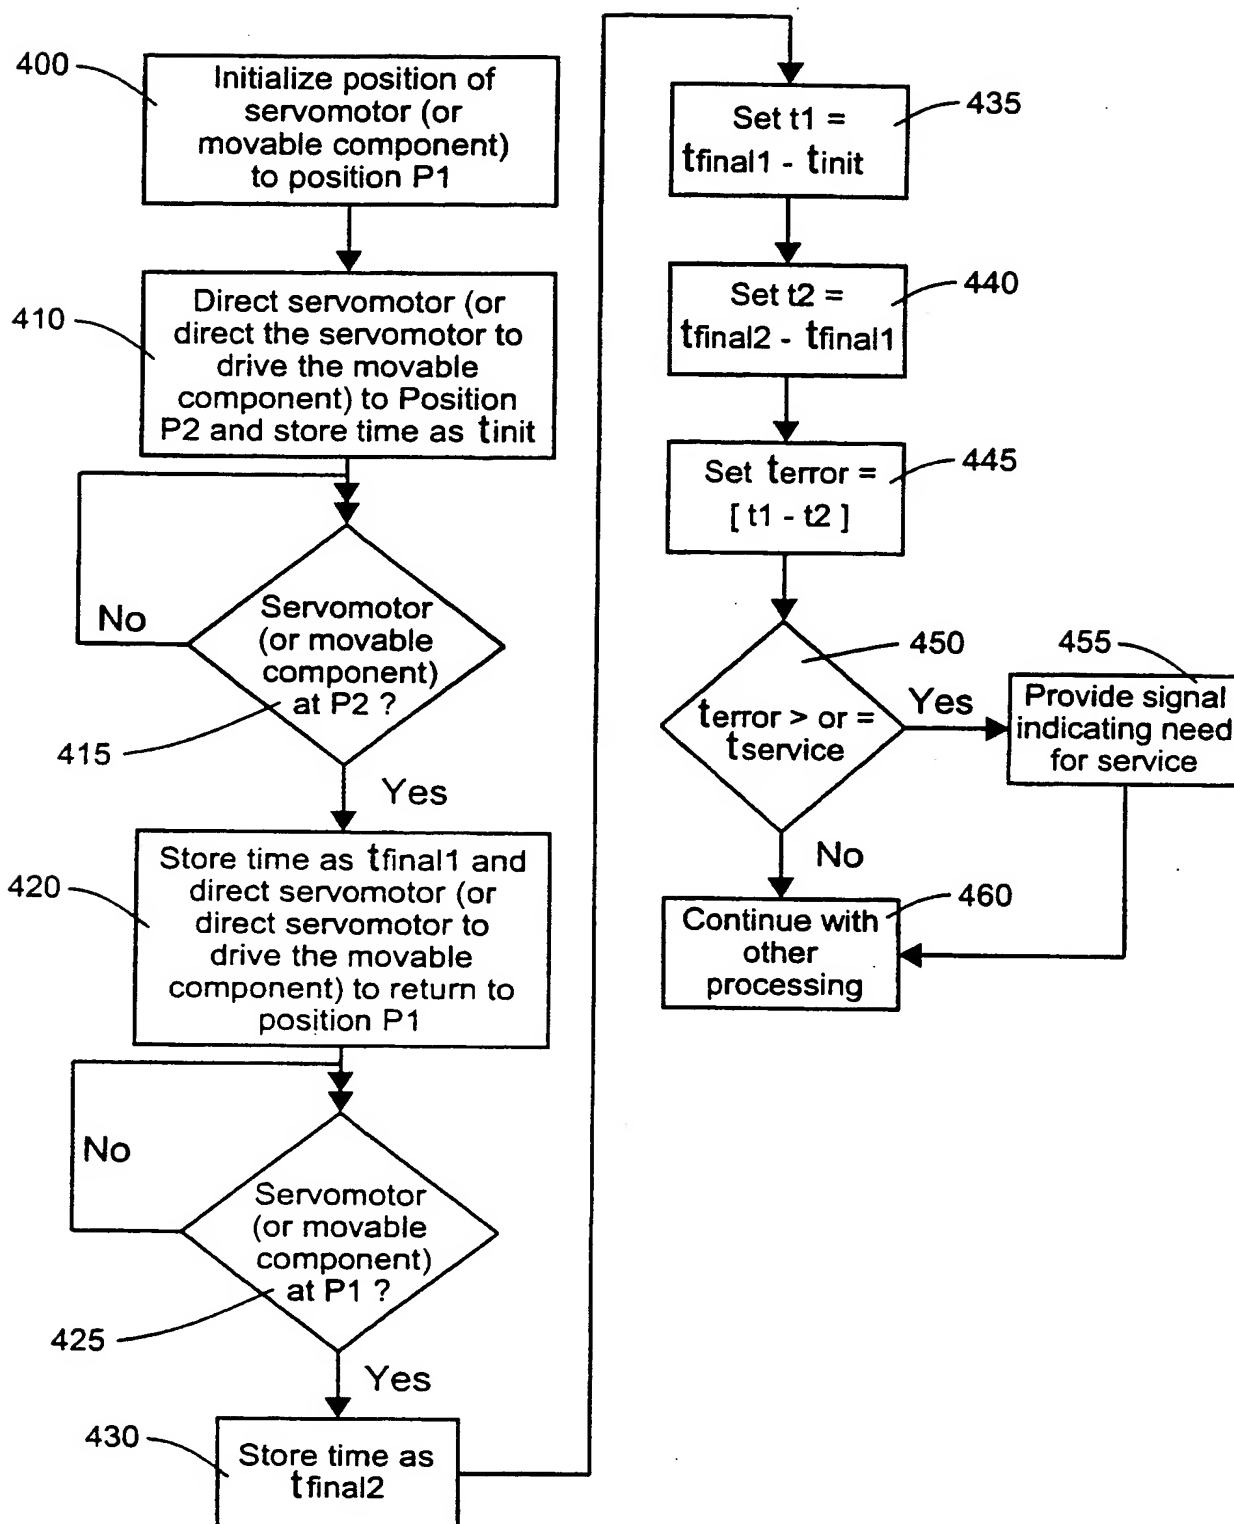 400
Initialize position of
servomotor (or
movable component)
to position P1
410
Direct servomotor (or
direct the servomotor to
drive the movable
component) to Position
P2 and store time as tinit
No
Servomotor
(or movable
component)
at P2 ?
415
Yes
420
Store time as tfinal1 and
direct servomotor (or
direct servomotor to
drive the movable
component) to return to
position P1
No
Servomotor
(or movable
component)
at P1 ?
425
Yes
430
Store time as
tfinal2
435
Set t1 =
tfinal1 - tinit
440
Set t2 =
tfinal2 - tfinal1
445
Set terror =
[ t1 - t2 ]
450
terror > or =
tservice
Yes
455
Provide signal
indicating need
for service
No
460
Continue with
other
processing